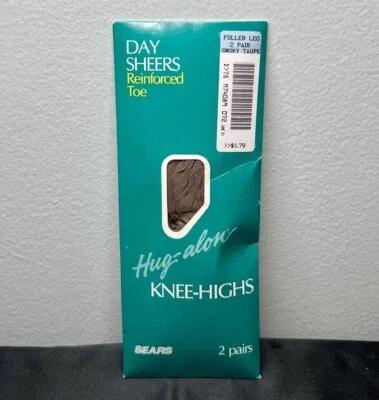 DAY
SHEERS
Reinforced
Toe
FULLER LEG
2 PAIR
SMOKY TAUPE
>>$1.79
Hug-alon
KNEE-HIGHS
SEARS
2 pairs